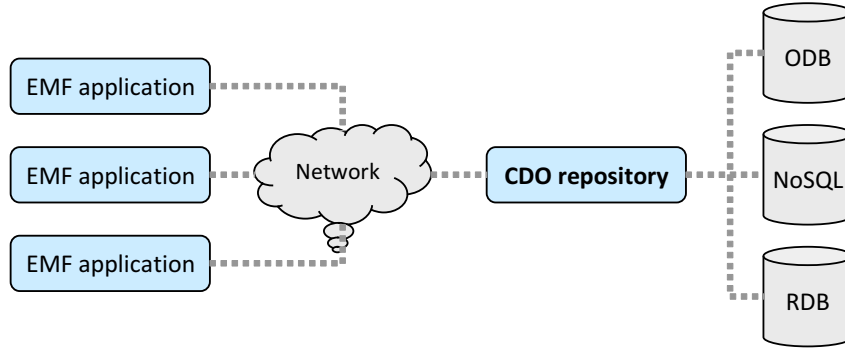 EMF application
EMF application
EMF application
Network
CDO repository
ODB
NoSQL
RDB